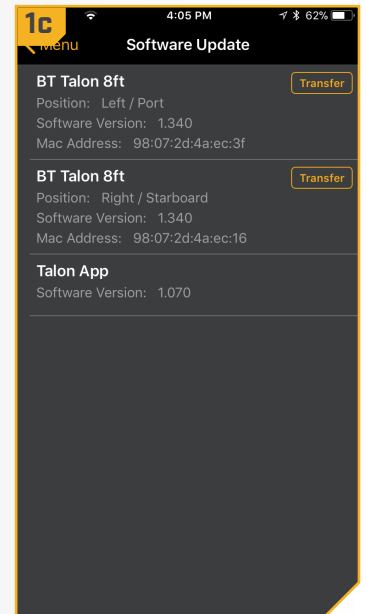 1c
4:05 PM
62%
Menu
Software Update
BT Talon 8ft
Transfer
Position: Left / Port
Software Version: 1.340
Mac Address: 98:07:2d:4a:ec:3f
BT Talon 8ft
Transfer
Position: Right / Starboard
Software Version: 1.340
Mac Address: 98:07:2d:4a:ec:16
Talon App
Software Version: 1.070